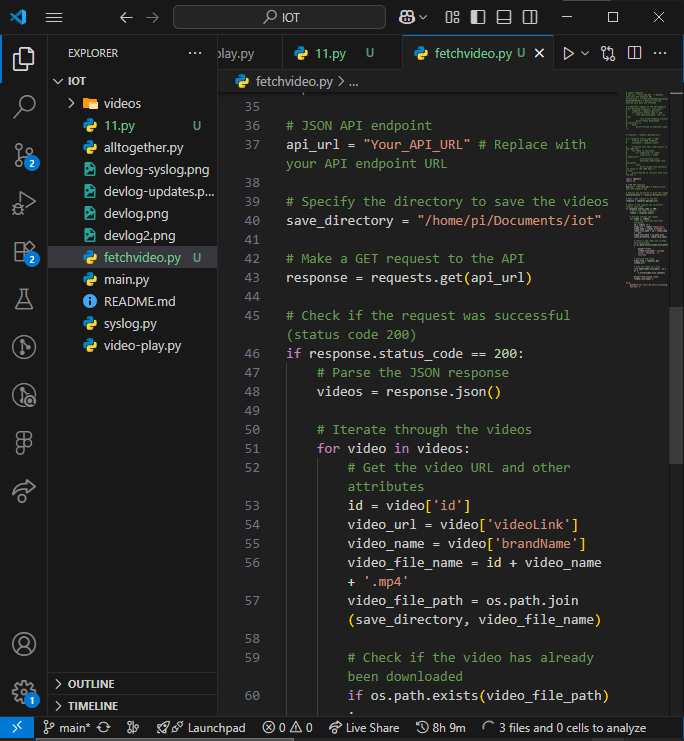 IOT
EXPLORER
play.py
11.py U
fetchvideo.py U
IOT
fetchvideo.py > ...
videos
11.py U
alltogether.py
devlog-syslog.png
devlog-updates.p...
devlog.png
devlog2.png
fetchvideo.py U
main.py
README.md
syslog.py
video-play.py
2
2
1
OUTLINE
TIMELINE
35
36 # JSON API endpoint
37 api_url = "Your_API_URL" # Replace with
your API endpoint URL
38
39 # Specify the directory to save the videos
40 save_directory = "/home/pi/Documents/iot"
41
42 # Make a GET request to the API
43 response = requests.get(api_url)
44
45 # Check if the request was successful
(status code 200)
46 if response.status_code == 200:
47 # Parse the JSON response
48 videos = response.json()
49
50 # Iterate through the videos
51 for video in videos:
52 # Get the video URL and other
attributes
53 id = video['id']
54 video_url = video['videoLink']
55 video_name = video['brandName']
56 video_file_name = id + video_name
+ '.mp4'
57 video_file_path = os.path.join
(save_directory, video_file_name)
58
59 # Check if the video has already
been downloaded
60 if os.path.exists(video_file_path)
:
main* Launchpad 0 0 Live Share 8h 9m 3 files and 0 cells to analyze